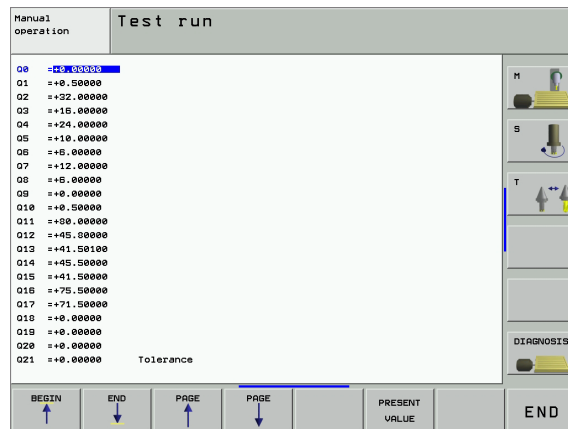 Manual
operation
Test run
Q0 =+0.00000
Q1 =+0.50000
Q2 =+32.00000
Q3 =+16.00000
Q4 =+24.00000
Q5 =+10.00000
Q6 =+6.00000
Q7 =+12.00000
Q8 =+6.00000
Q9 =+0.00000
Q10 =+0.50000
Q11 =+80.00000
Q12 =+45.80000
Q13 =+41.50100
Q14 =+45.50000
Q15 =+41.50000
Q16 =+75.50000
Q17 =+71.50000
Q18 =+0.00000
Q19 =+0.00000
Q20 =+0.00000
Q21 =+0.00000 Tolerance
M
S
T
DIAGNOSIS
BEGIN
END
PAGE
PAGE
PRESENT
VALUE
END